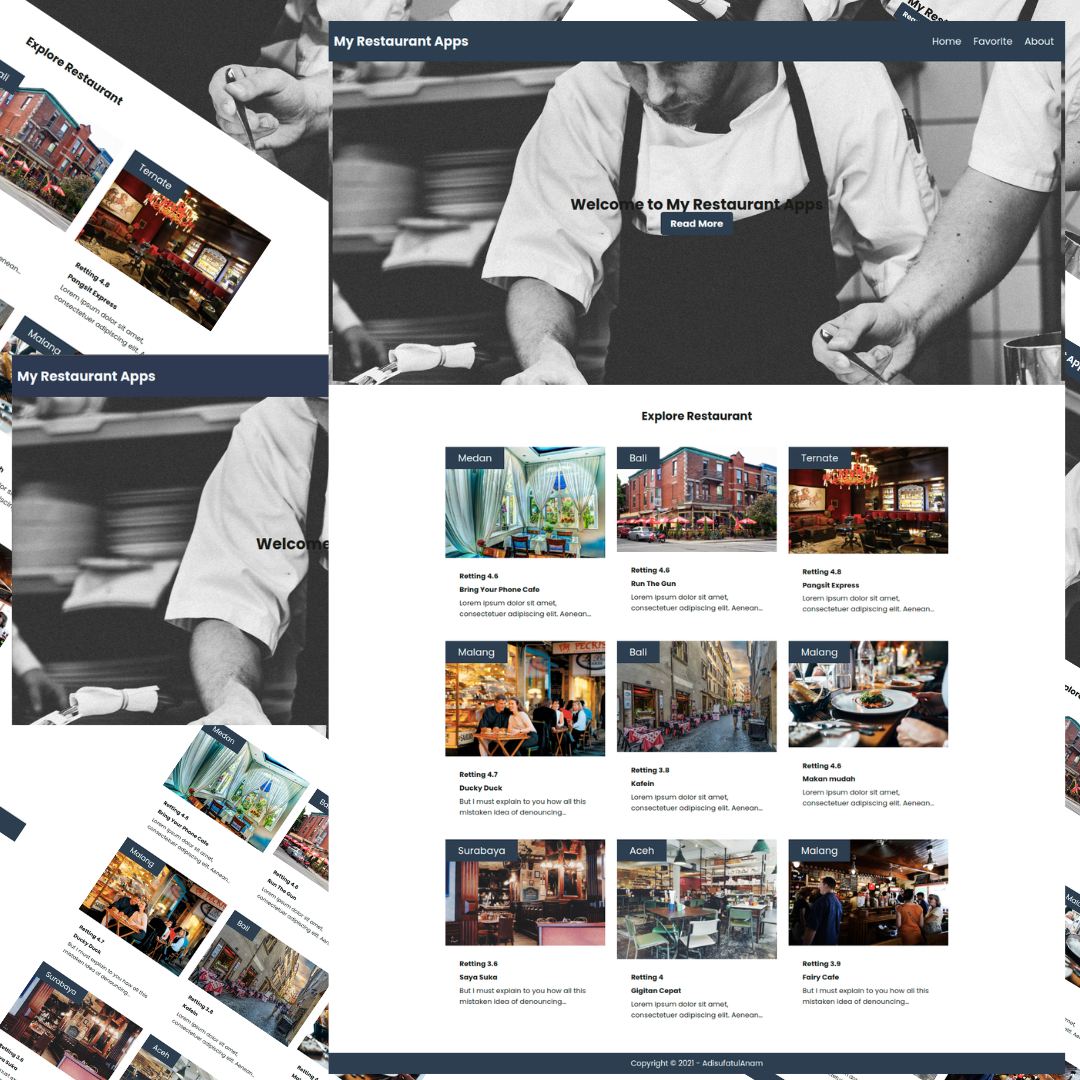 My Restaurant Apps
Home Favorite About
Welcome to My Restaurant Apps
Read More
Explore Restaurant
Medan
Retting 4.6
Bring Your Phone Cafe
Lorem ipsum dolor sit amet,
consectetuer adipiscing elit. Aenean...
Bali
Retting 4.6
Run The Gun
Lorem ipsum dolor sit amet,
consectetuer adipiscing elit. Aenean...
Ternate
Retting 4.8
Pangsit Express
Lorem ipsum dolor sit amet,
consectetuer adipiscing elit. Aenean...
Malang
Retting 4.7
Ducky Duck
But I must explain to you how all this
mistaken idea of denouncing...
Bali
Retting 3.8
Kafein
Lorem ipsum dolor sit amet,
consectetuer adipiscing elit. Aenean...
Malang
Retting 4.6
Makan mudah
Lorem ipsum dolor sit amet,
consectetuer adipiscing elit. Aenean...
Surabaya
Retting 3.6
Saya Suka
But I must explain to you how all this
mistaken idea of denouncing...
Aceh
Retting 4
Gigitan Cepat
Lorem ipsum dolor sit amet,
consectetuer adipiscing elit. Aenean...
Malang
Retting 3.9
Fairy Cafe
But I must explain to you how all this
mistaken idea of denouncing...
Copyright © 2021 - AdisufatulAnam
Explore Restaurant
Ternate
Retting 4.8
Pangsit Express
Lorem ipsum dolor sit amet,
consectetuer adipiscing elit. A
Malang
My Restaurant Apps
Welcome
Medan
Retting 4.6
Bring Your Phone Cafe
Lorem ipsum dolor sit amet,
consectetuer adipiscing elit. Aenean...
Retting 4.6
Run The Gun
Lorem ipsum dolor sit amet,
Malang
Retting 4.7
Ducky Duck
But I must explain to you how all this
mistaken idea of denouncing...
Bali
Retting 3.8
Kafein
Lorem ipsum dolor sit amet,
consectetuer adipiscing elit. Aenean...
Surabaya
Retting 3.6
Aceh